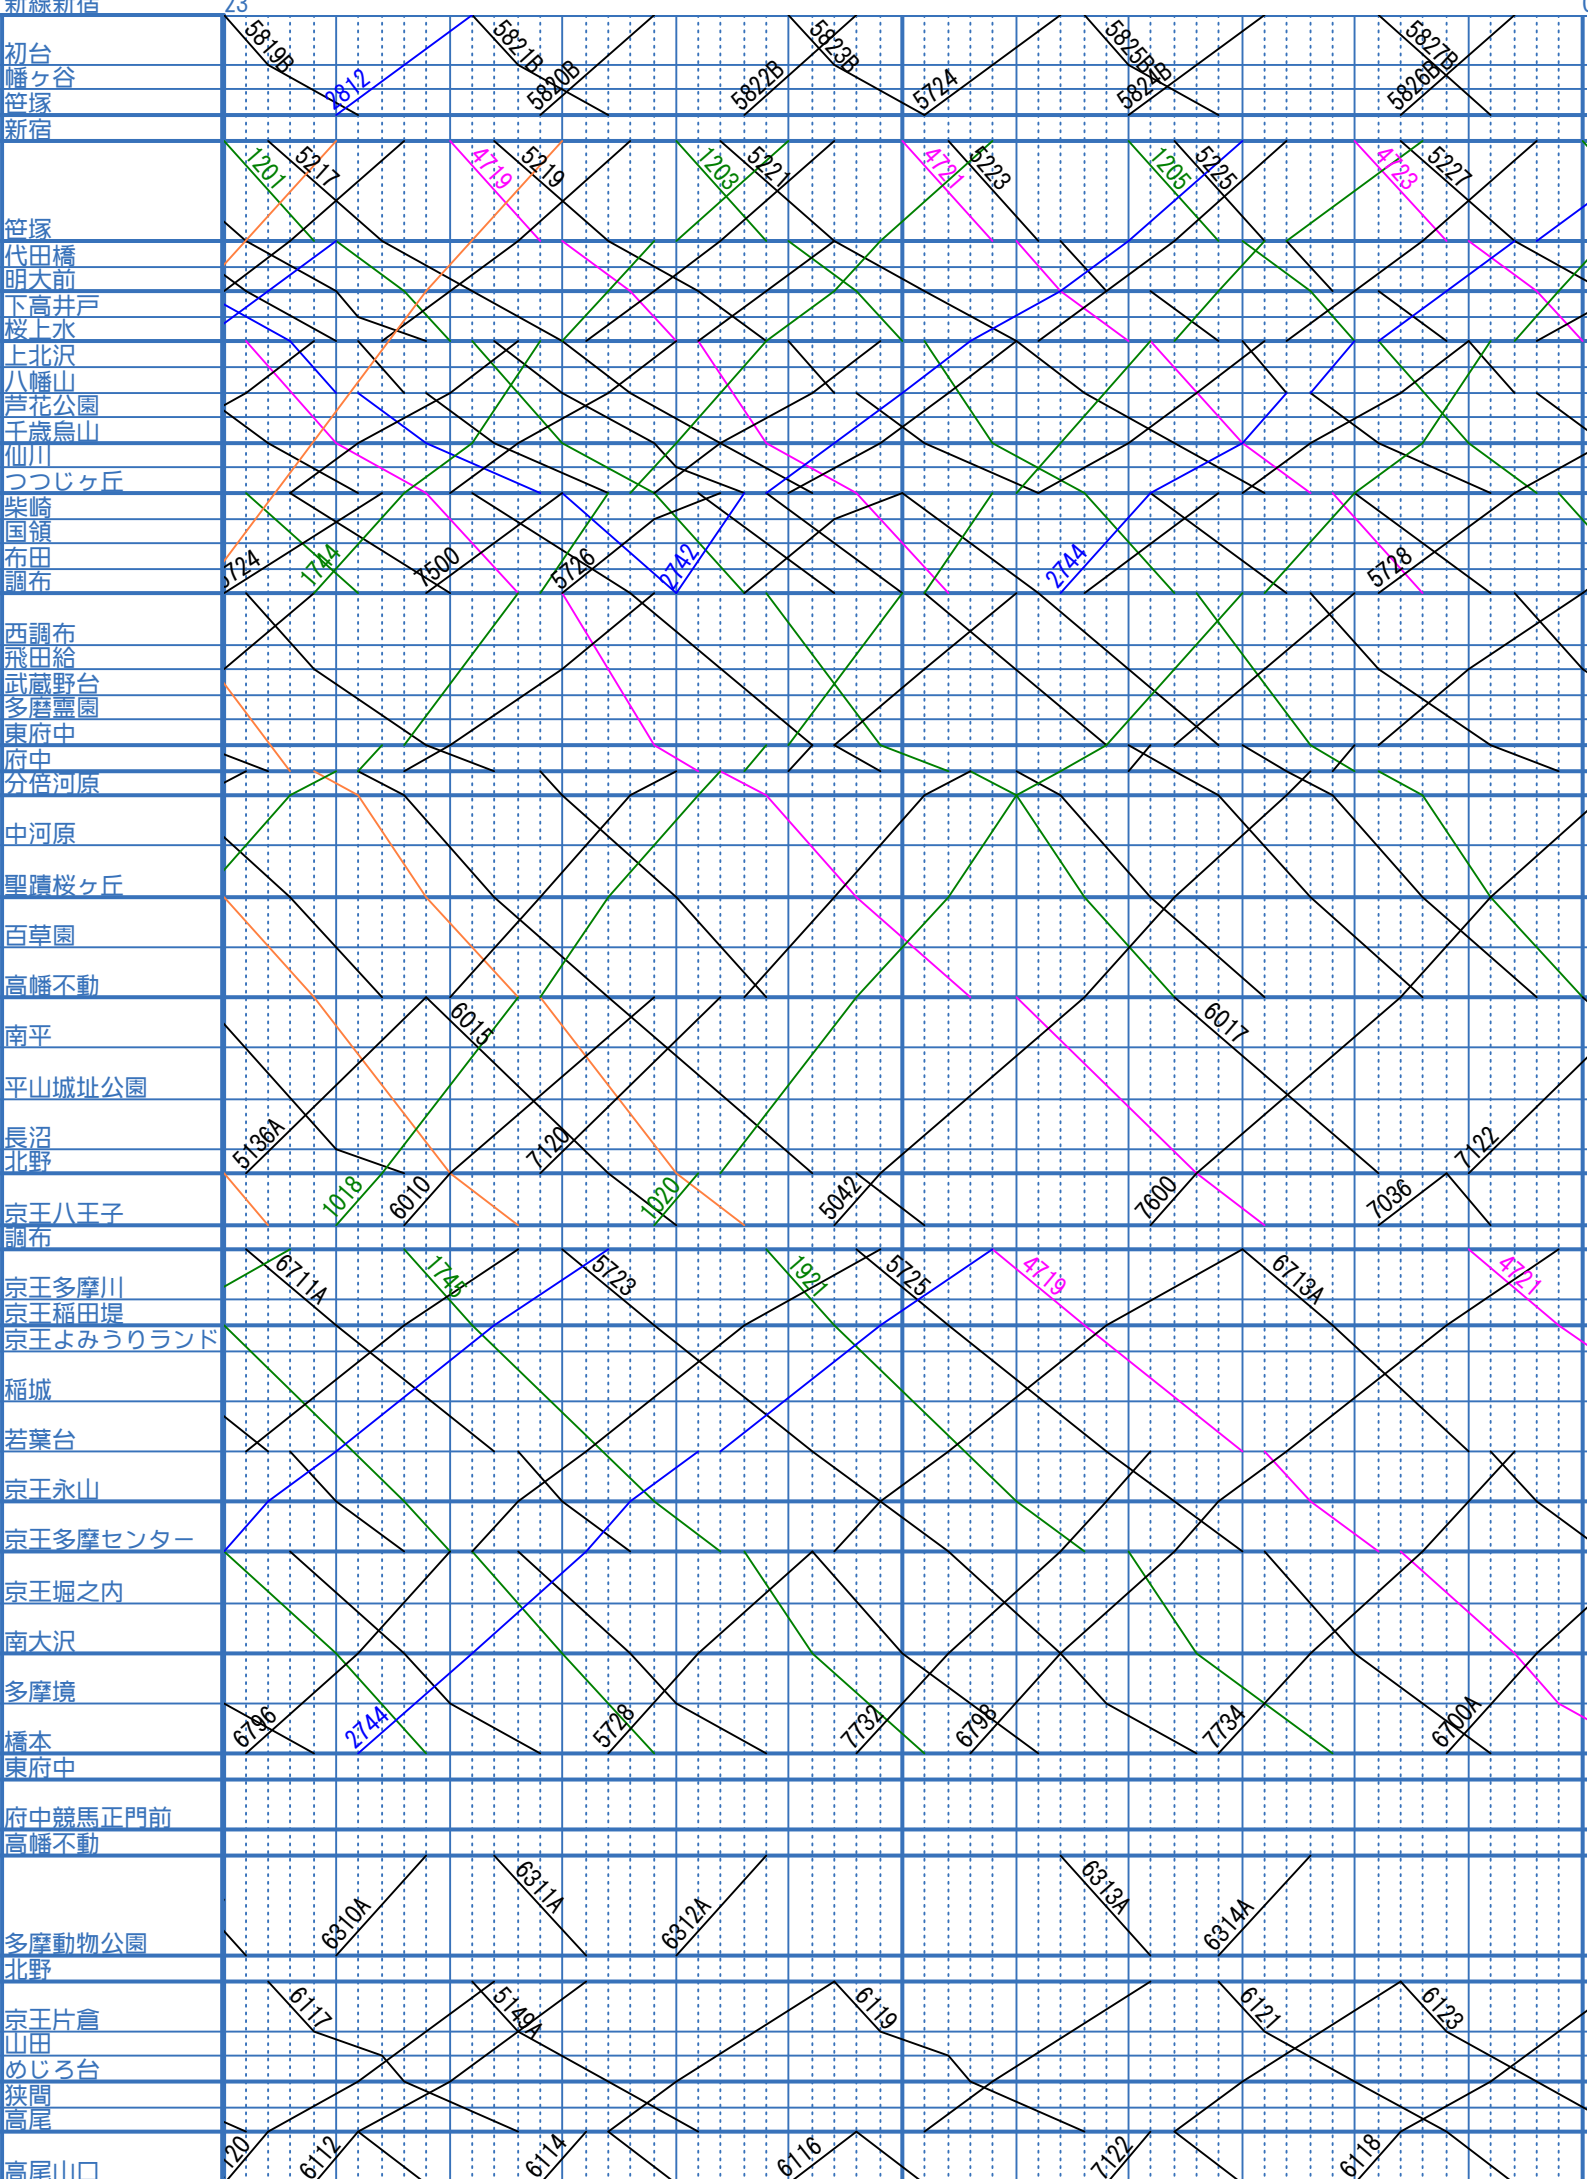 新線新宿 23
初台
幡ヶ谷
笹塚
5819B 2812 5821B 5820B 5822B 5823B 5724 5825B 5824B 5827B 5826B
新宿
1201 5217 4719 5219 1203 5221 4721 5223 1205 5225 4723 5227
笹塚
代田橋
明大前
下高井戸
桜上水
上北沢
八幡山
芦花公園
千歳烏山
仙川
つつじヶ丘
柴崎
国領
布田
調布
5724 1744 7500 5726 2742 2744 5728
西調布
飛田給
武蔵野台
多磨霊園
東府中
府中
分倍河原
中河原
聖蹟桜ヶ丘
百草園
高幡不動
南平
6015 6017
平山城址公園
長沼
北野
5136A 7120 7122
京王八王子
1018 6010 1020 5042 7600 7036
調布
京王多摩川
6711A 1745 5723 1921 5725 4719 6713A 4721
京王稲田堤
京王よみうりランド
稲城
若葉台
京王永山
京王多摩センター
京王堀之内
南大沢
多摩境
橋本
6796 2744 5728 7732 6798 7734 6700A
東府中
府中競馬正門前
高幡不動
多摩動物公園
6310A 6311A 6312A 6313A 6314A
北野
京王片倉
6117 5149A 6119 6121 6123
山田
めじろ台
狭間
高尾
高尾山口
6112 6114 6116 7122 6118